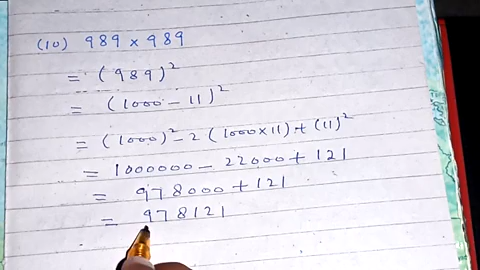 (10) 989 × 989
= (989)²
= (1000 - 11)²
= (1000)² - 2 (1000×11) + (11)²
= 1000000 - 22000 + 121
= 978000 + 121
= 978121